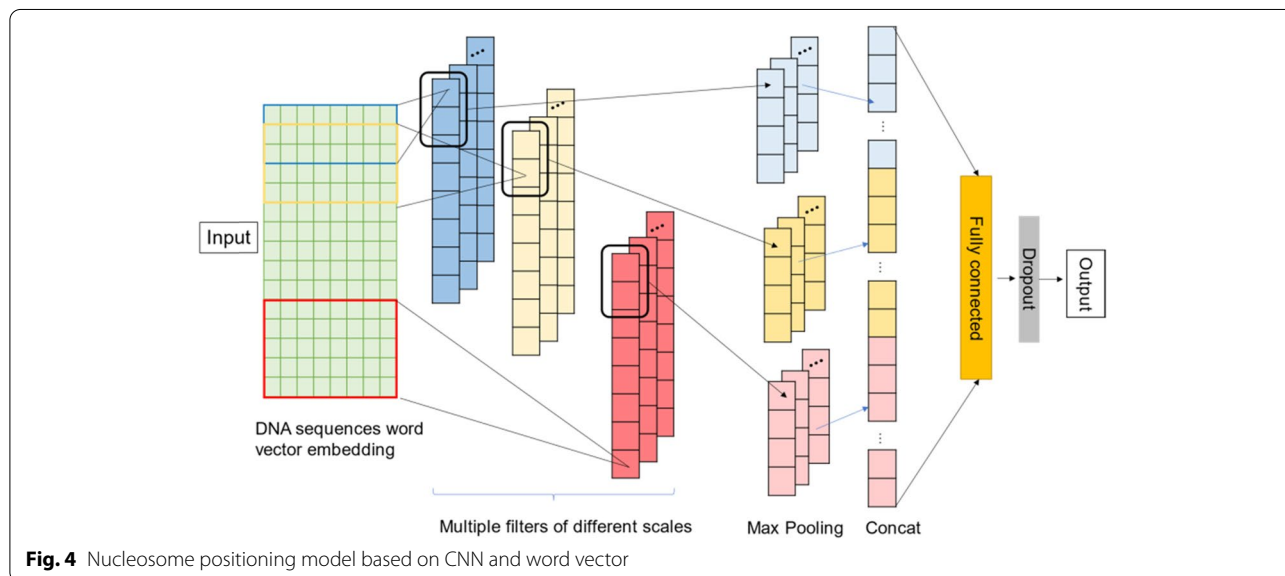 Input
DNA sequences word
vector embedding
Multiple filters of different scales
Max Pooling
Concat
Fully connected
Dropout
Output
Fig. 4 Nucleosome positioning model based on CNN and word vector